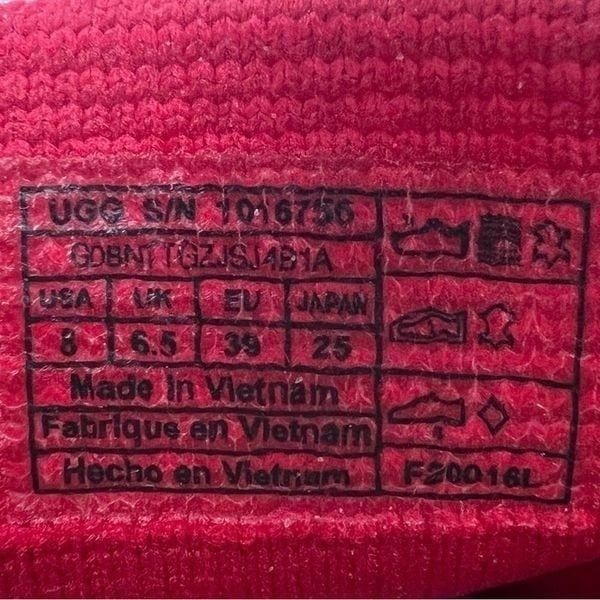 UGG S/N 1016756
USA UK EU JAPAN
8 6.5 39 25
Made in Vietnam
Fabrique en Vietnam
Hecho en Vietnam
F20016L